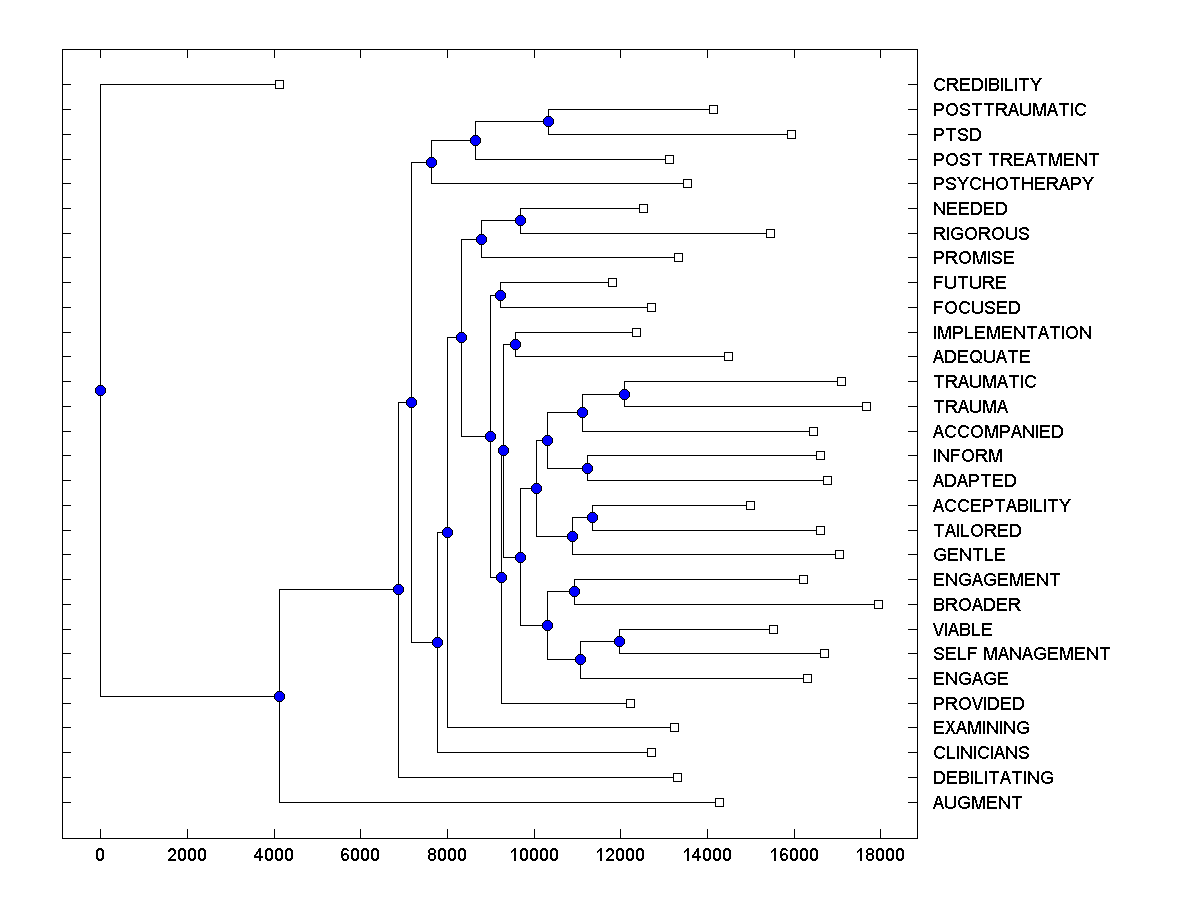 CREDIBILITY
POSTTRAUMATIC
PTSD
POST TREATMENT
PSYCHOTHERAPY
NEEDED
RIGOROUS
PROMISE
FUTURE
FOCUSED
IMPLEMENTATION
ADEQUATE
TRAUMATIC
TRAUMA
ACCOMPANIED
INFORM
ADAPTED
ACCEPTABILITY
TAILORED
GENTLE
ENGAGEMENT
BROADER
VIABLE
SELF MANAGEMENT
ENGAGE
PROVIDED
EXAMINING
CLINICIANS
DEBILITATING
AUGMENT
0 2000 4000 6000 8000 10000 12000 14000 16000 18000